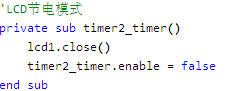 'LCD节电模式
private sub timer2_timer()
lcd1.close()
timer2_timer.enable = false
end sub